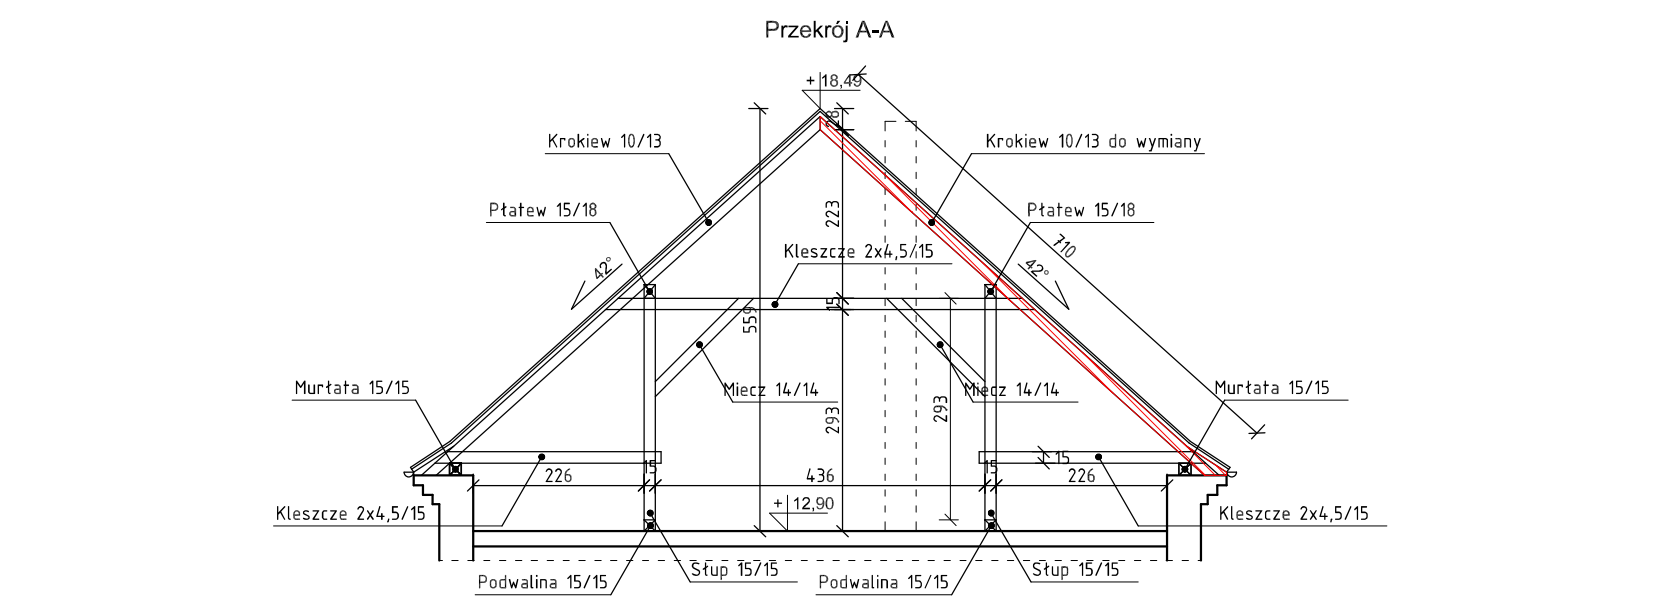 Przekrój A-A
+ 18,49
Krokiew 10/13
Krokiew 10/13 do wymiany
Płatew 15/18
Płatew 15/18
223
710
Kleszcze 2x4,5/15
42°
42°
15
559
Murłata 15/15
Miecz 14/14
Miecz 14/14
Murłata 15/15
293
293
15
226
15
436
15
226
+ 12,90
Kleszcze 2x4,5/15
Kleszcze 2x4,5/15
Podwalina 15/15
Słup 15/15
Podwalina 15/15
Słup 15/15